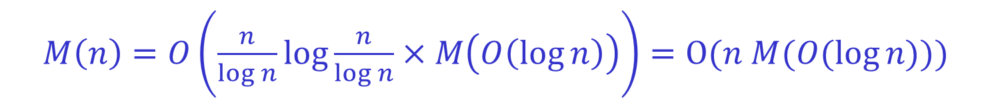 M(n) = O(n/log n log n/log n × M(O(log n))) = O(n M(O(log n)))